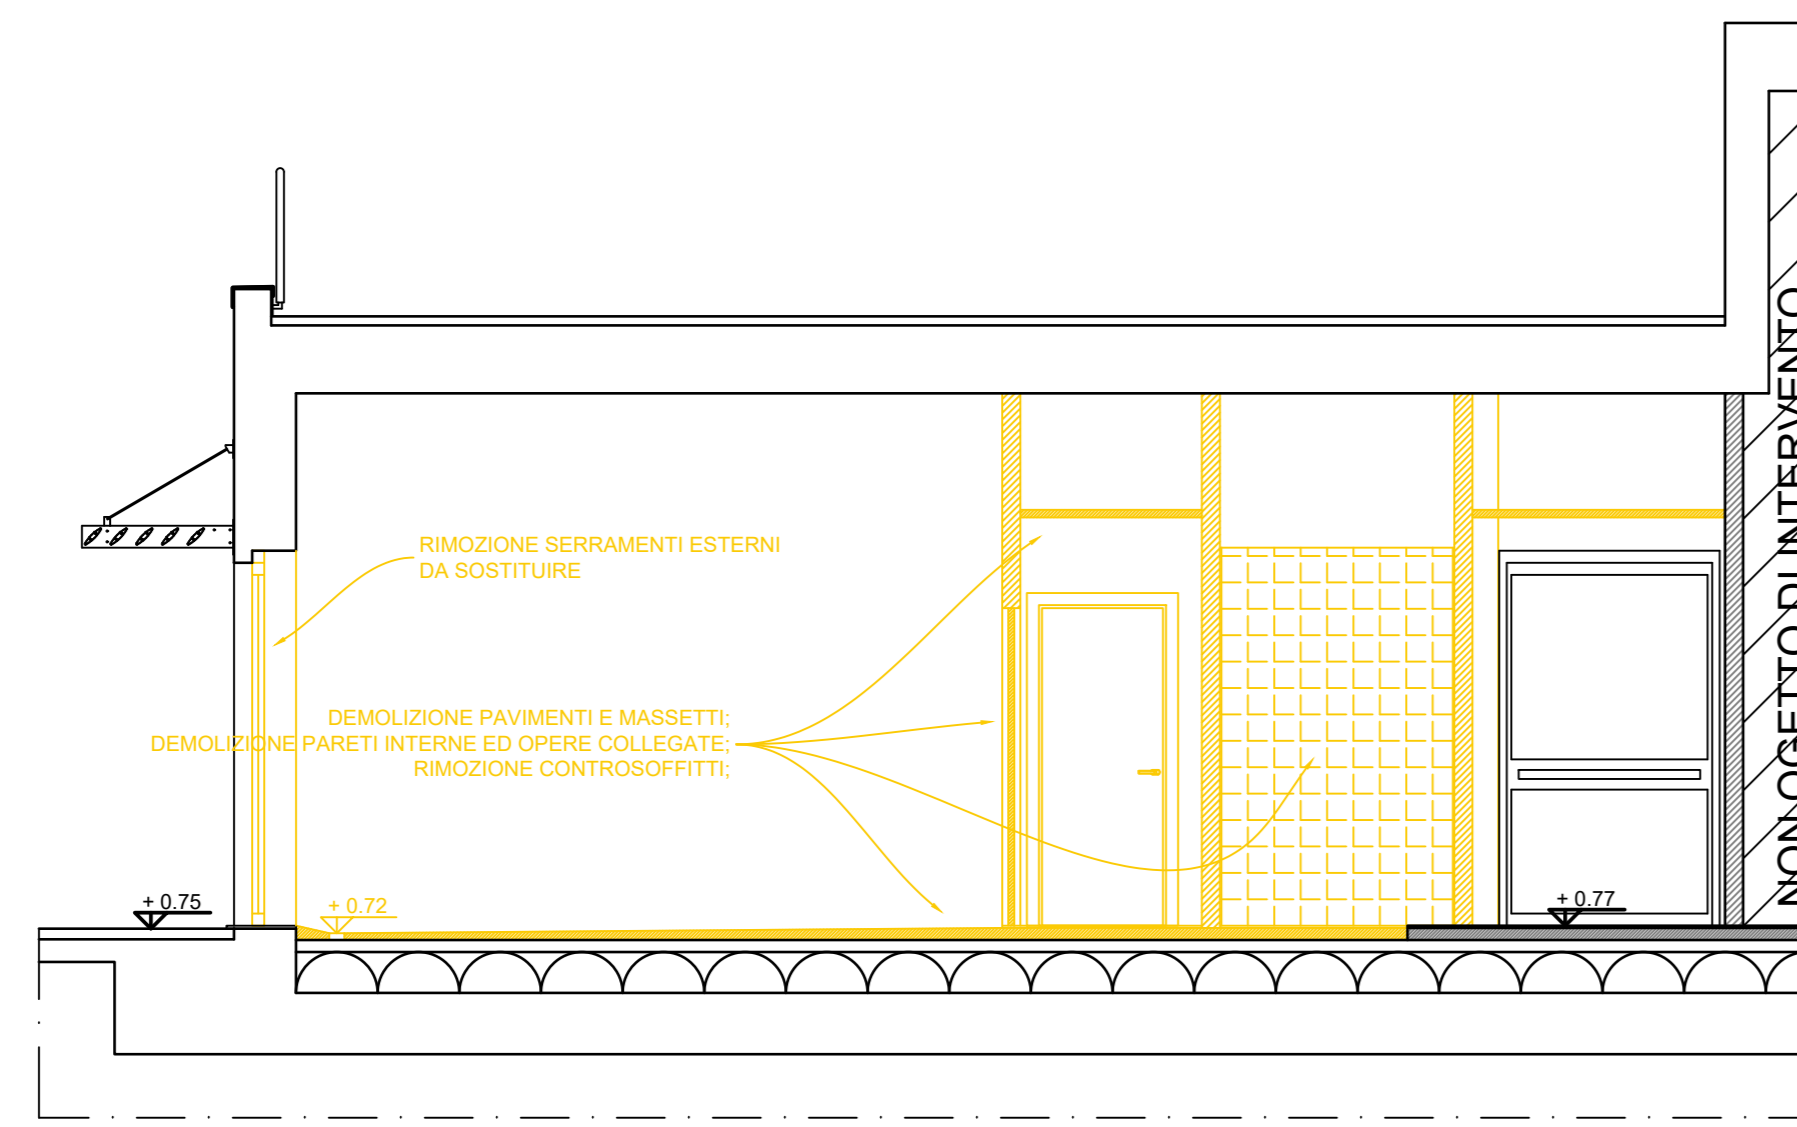 RIMOZIONE SERRAMENTI ESTERNI
DA SOSTITUIRE
DEMOLIZIONE PAVIMENTI E MASSETTI;
DEMOLIZIONE PARETI INTERNE ED OPERE COLLEGATE;
RIMOZIONE CONTROSOFFITTI;
+ 0.75
+ 0.72
+ 0.77
NON OGETTO DI INTERVENTO